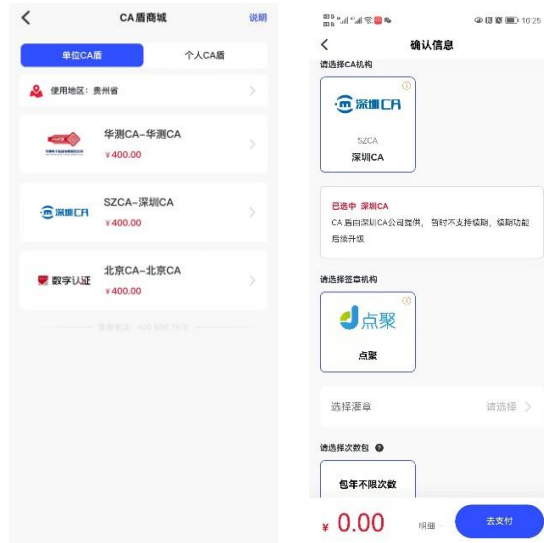 CA盾商城
说明
单位CA盾
个人CA盾
使用地区：贵州省
华测CA-华测CA
¥400.00
SZCA-深圳CA
¥400.00
深圳CA
北京CA-北京CA
¥400.00
数字认证
10:25
确认信息
请选择CA机构
深圳CA
SZCA
深圳CA
已选中 深圳CA
CA盾由深圳CA公司提供，暂时不支持续期，续期功能
后续升级
请选择签章机构
点聚
点聚
选择灌章
请选择
请选择次数包
包年不限次数
¥ 0.00
明细
去支付